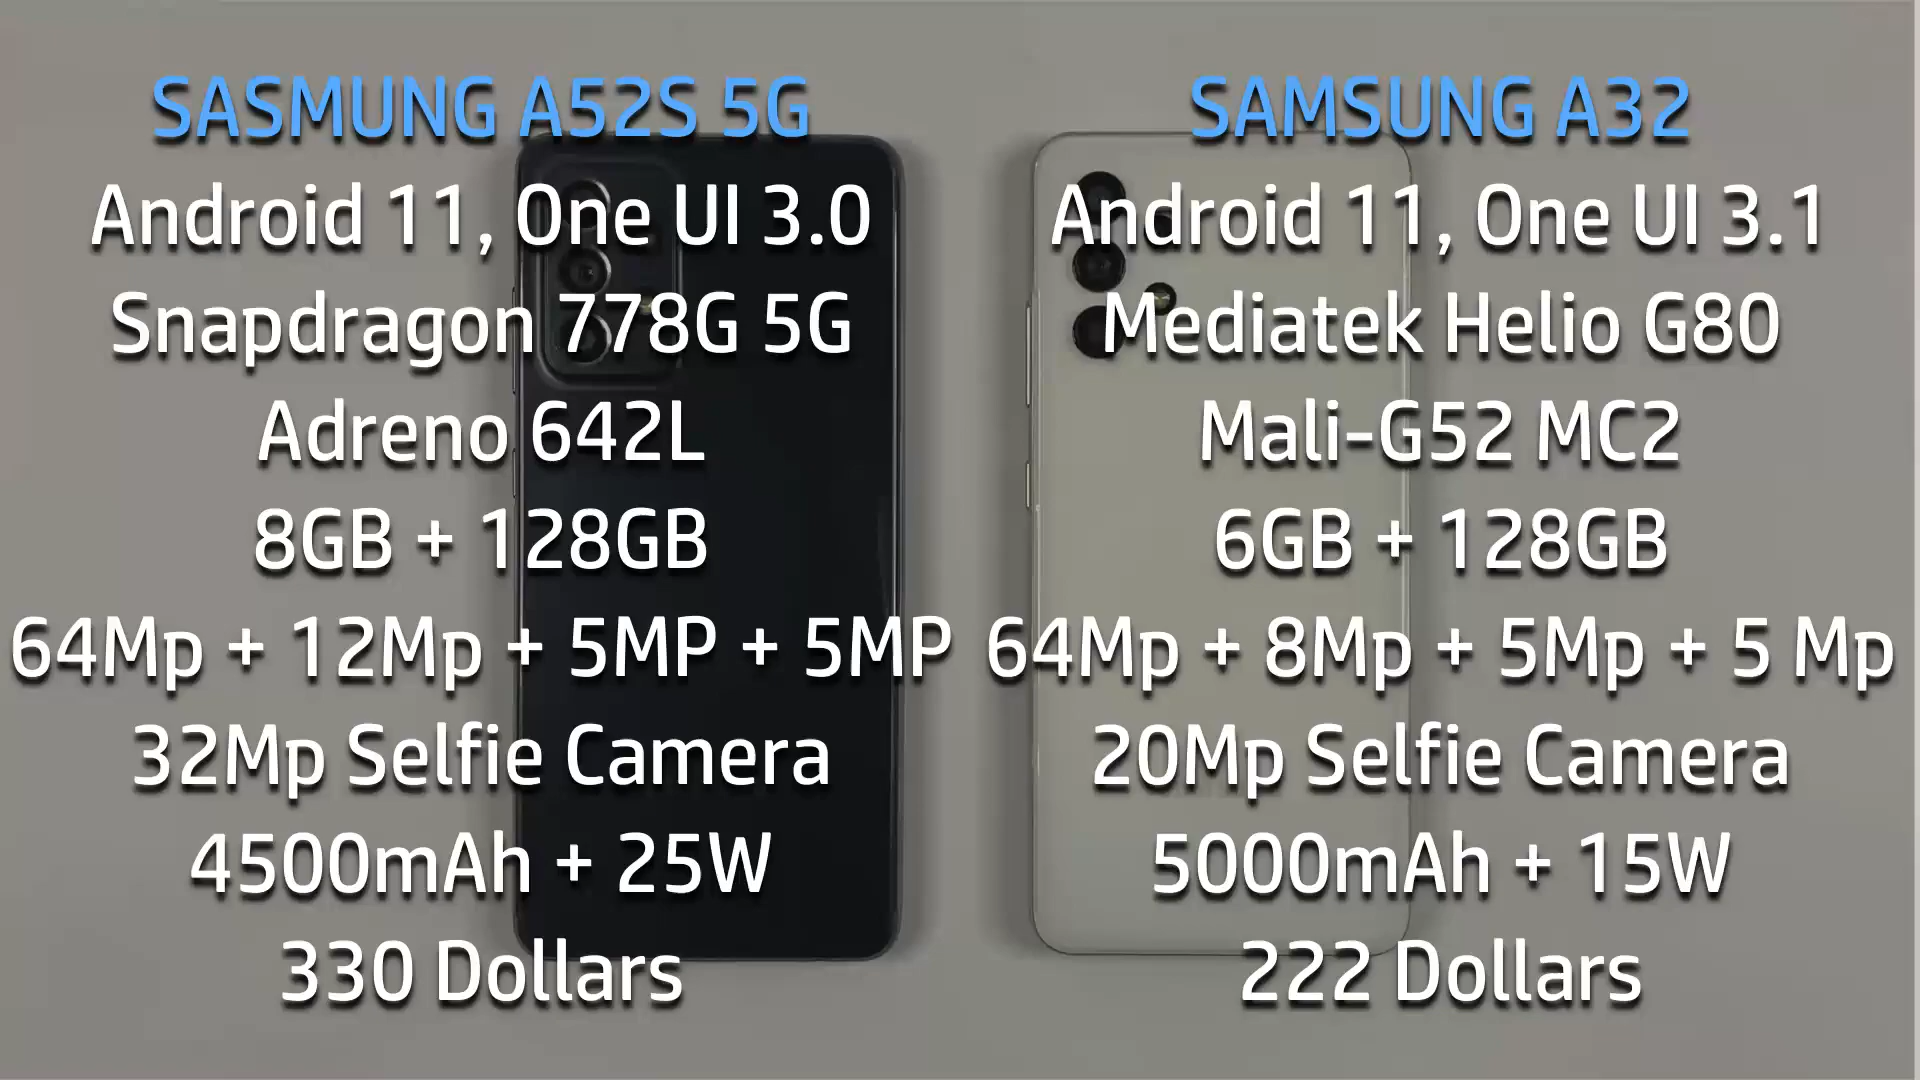 SASMUNG A52S 5G
Android 11, One UI 3.0
Snapdragon 778G 5G
Adreno 642L
8GB + 128GB
64Mp + 12Mp + 5MP + 5MP
32Mp Selfie Camera
4500mAh + 25W
330 Dollars
SAMSUNG A32
Android 11, One UI 3.1
Mediatek Helio G80
Mali-G52 MC2
6GB + 128GB
64Mp + 8Mp + 5Mp + 5 Mp
20Mp Selfie Camera
5000mAh + 15W
222 Dollars